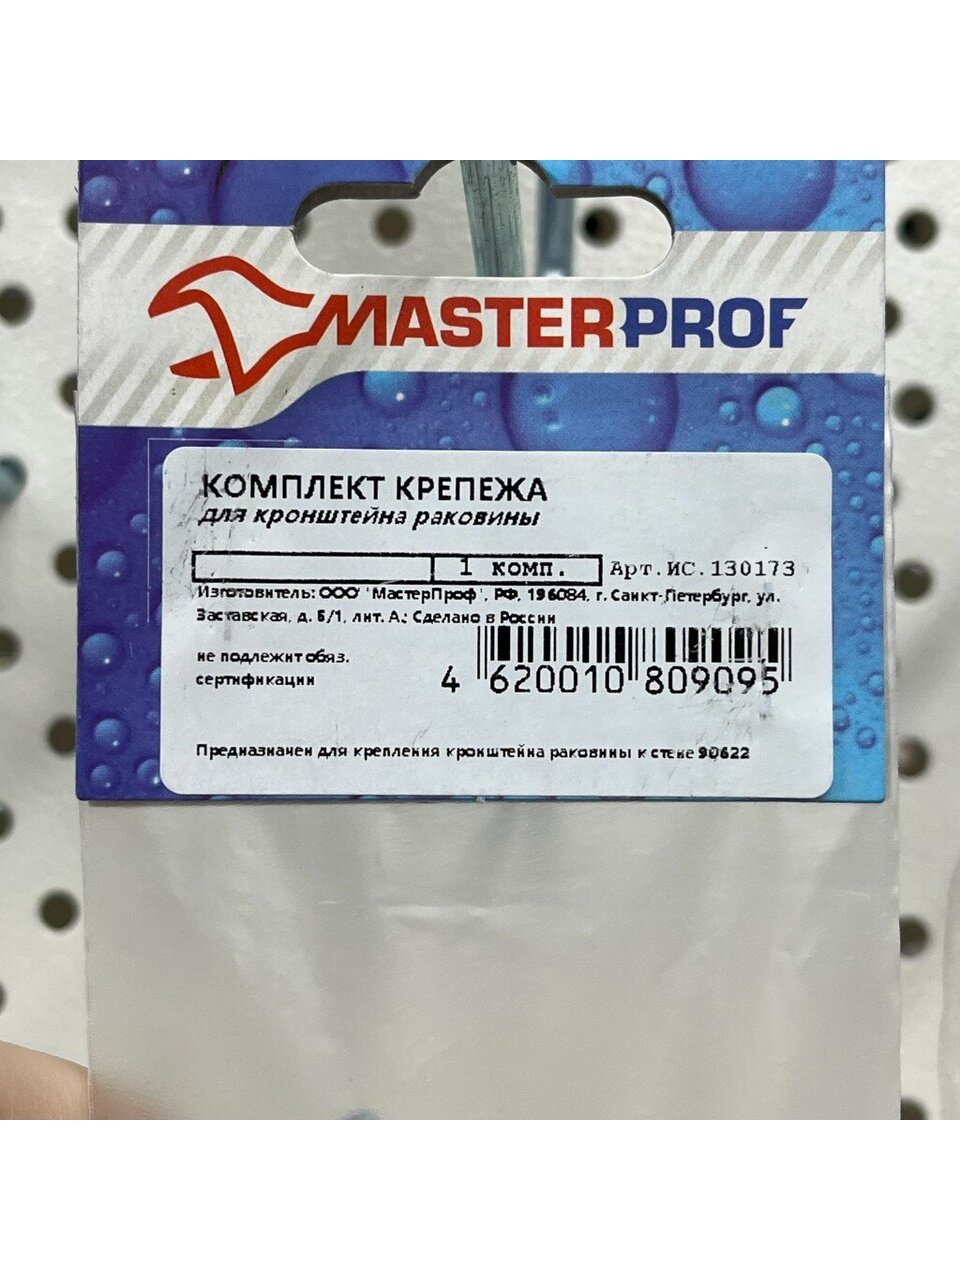 MASTERPROF
КОМПЛЕКТ КРЕПЕЖА
для кронштейна раковины
1 комп. Арт.ИС.130173
Изготовитель: ООО "МастерПроф", РФ, 196084, г. Санкт-Петербург, ул.
Заставская, д. 5/1, лит. А.; Сделано в России
не подлежит обяз.
сертификации
4 620010 809095
Предназначен для крепления кронштейна раковины к стене 90622